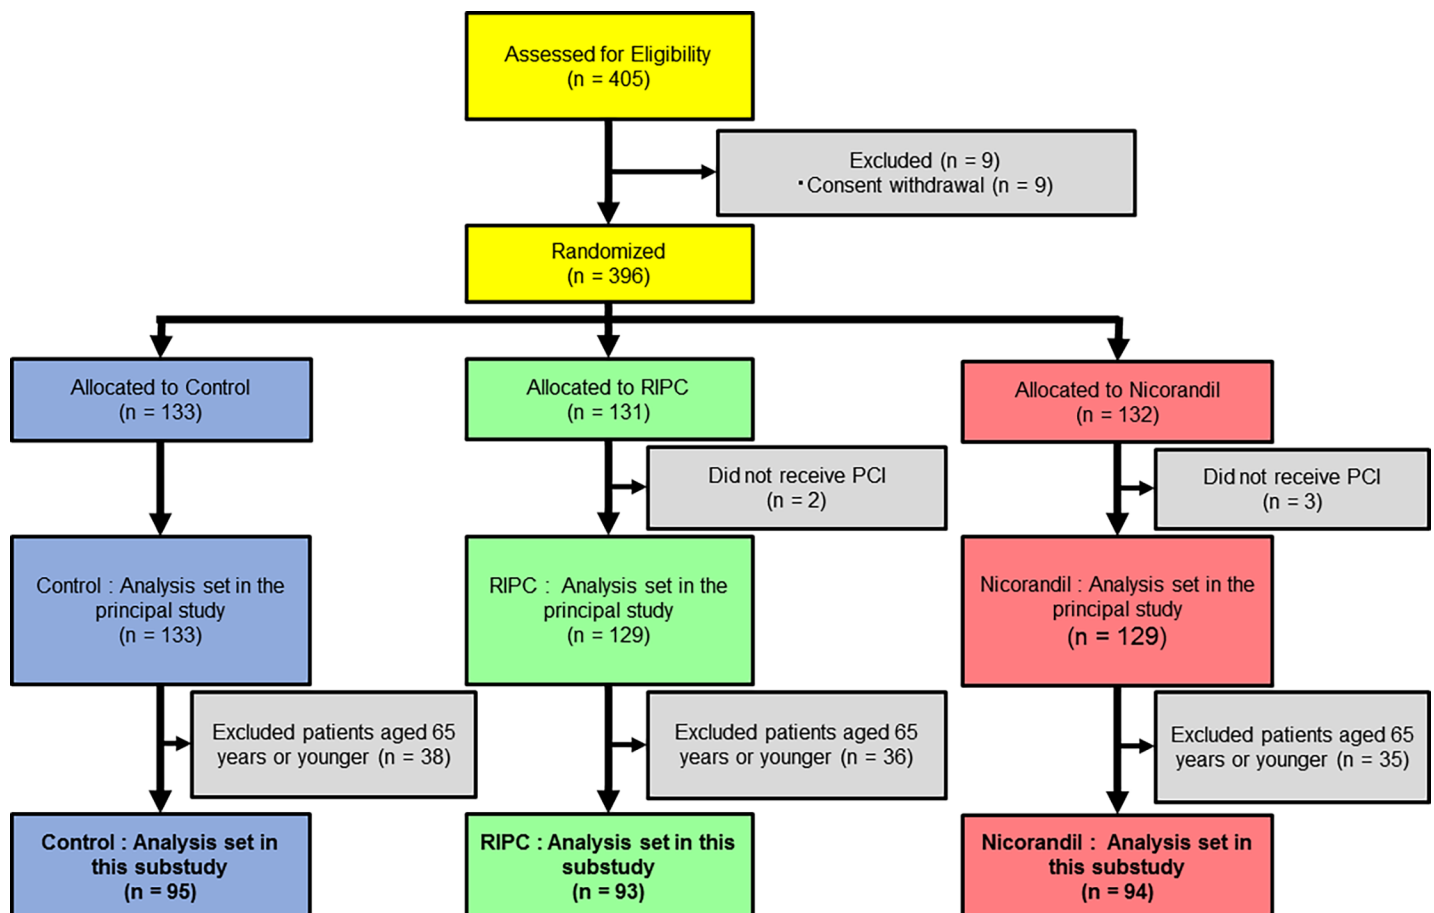 Assessed for Eligibility
(n = 405)
Excluded (n = 9)
・Consent withdrawal (n = 9)
Randomized
(n = 396)
Allocated to Control
(n = 133)
Allocated to RIPC
(n = 131)
Allocated to Nicorandil
(n = 132)
Did not receive PCI
(n = 2)
Did not receive PCI
(n = 3)
Control : Analysis set in the
principal study
(n = 133)
RIPC : Analysis set in the
principal study
(n = 129)
Nicorandil : Analysis set in the
principal study
(n = 129)
Excluded patients aged 65
years or younger (n = 38)
Excluded patients aged 65
years or younger (n = 36)
Excluded patients aged 65
years or younger (n = 35)
Control : Analysis set in
this substudy
(n = 95)
RIPC : Analysis set in this
substudy
(n = 93)
Nicorandil : Analysis set in
this substudy
(n = 94)